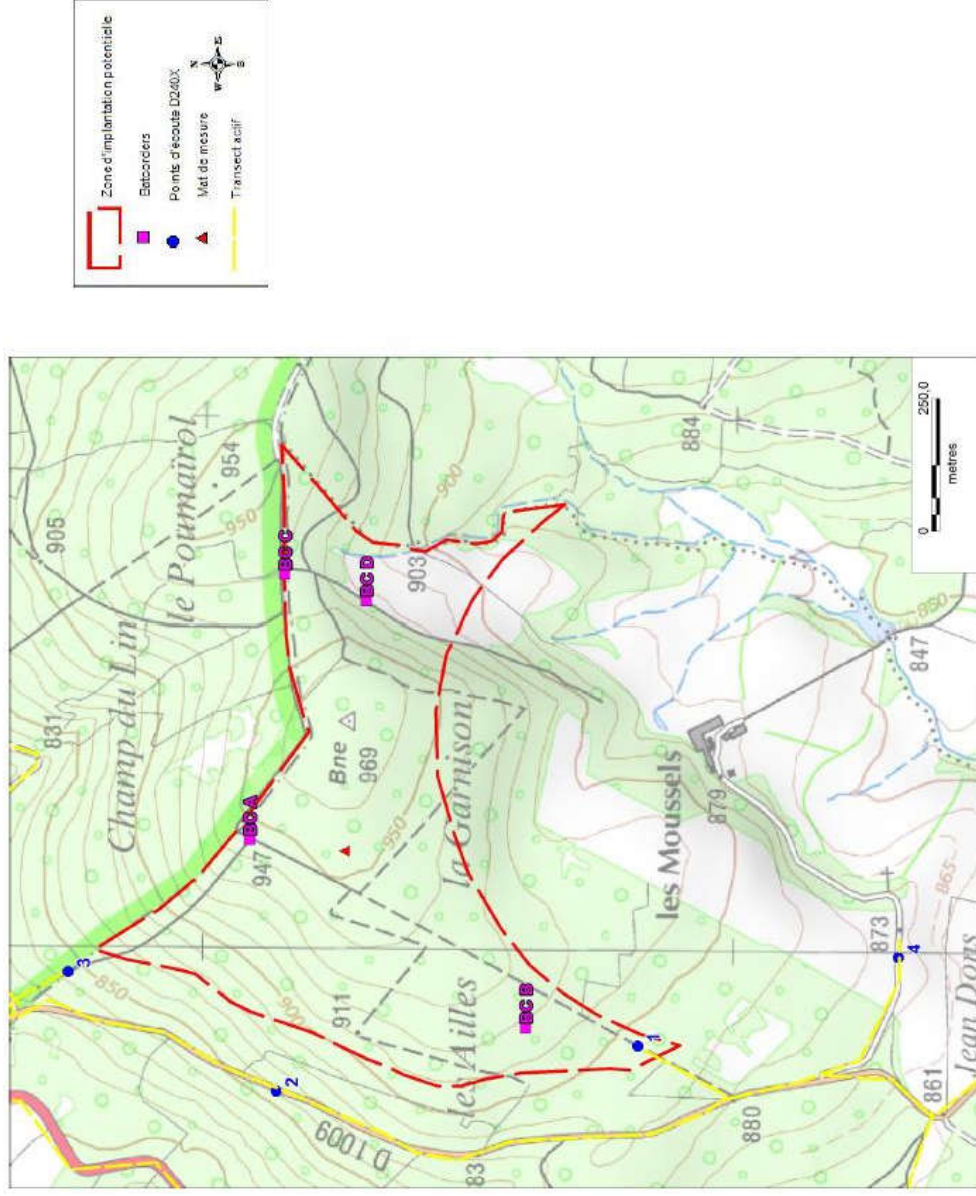 Zone d'implantation potentielle
Batcorders
Points d'écoute D240X
Mat de mesure
Transect actif
N
W
E
S
905
954
950
le Poumaïrol
Champ du Lin
831
BC C
BC D
903
900
884
Bne
969
BC A
947
950
la Garnison
3
850
900
911
les Ailles
BC B
1
2
D.1009
83
880
les Moussels
879
847
850
865
873
4
861
Jean Dons
0
250,0
metres